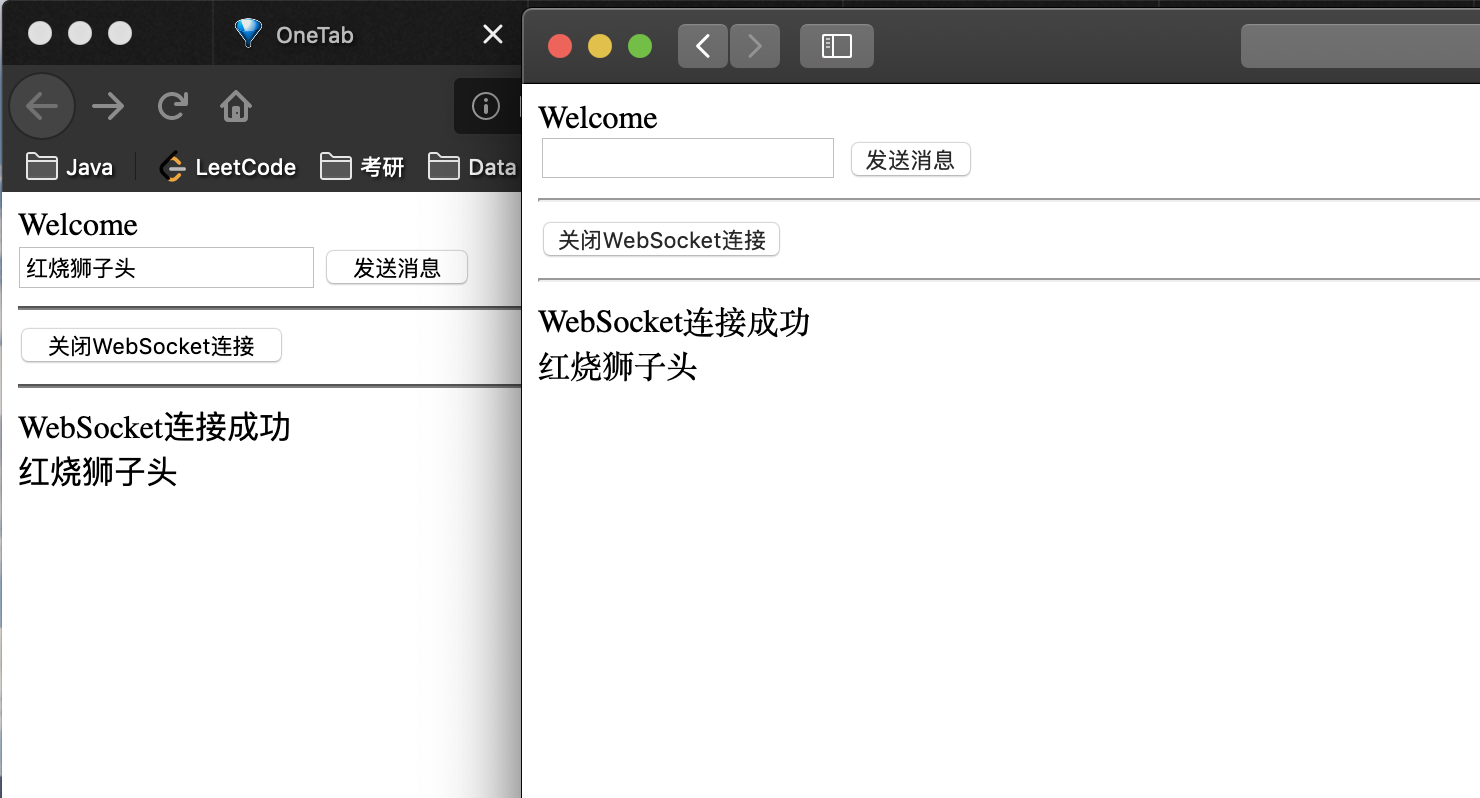 OneTab
Java LeetCode 考研 Data
Welcome
红烧狮子头 发送消息
关闭WebSocket连接
WebSocket连接成功
红烧狮子头
Welcome
发送消息
关闭WebSocket连接
WebSocket连接成功
红烧狮子头